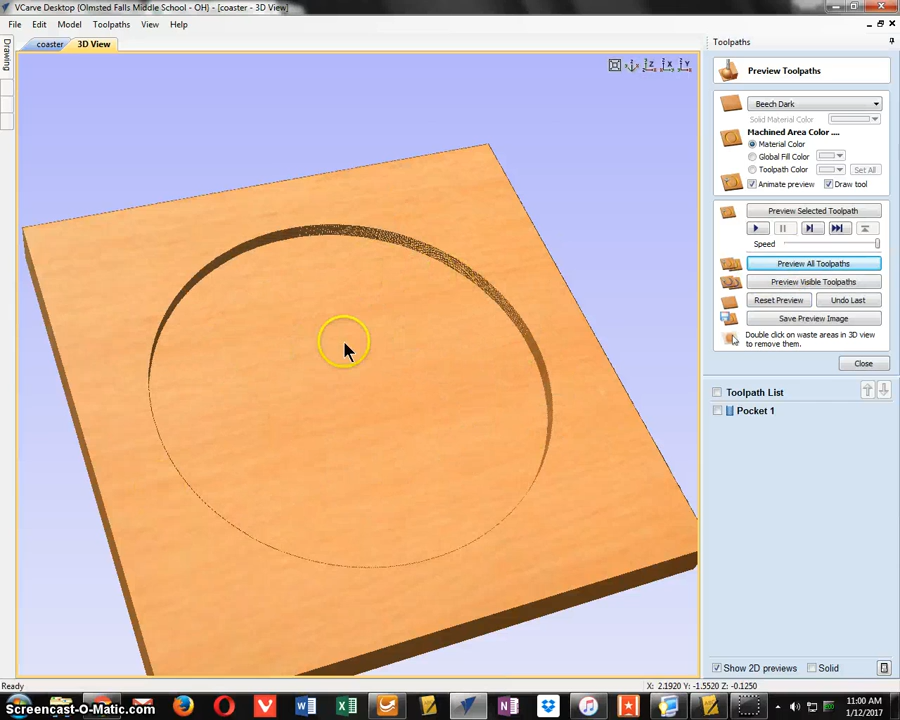 VCarve Desktop [Olmsted Falls Middle School - OH] - [coaster - 3D View]
File Edit Model Toolpaths View Help
coaster 3D View
Drawing
Z X Y
Toolpaths
Preview Toolpaths
Beech Dark
Solid Material Color
Machined Area Color ....
Material Color
Global Fill Color
Toolpath Color Set All
Animate preview Draw tool
Preview Selected Toolpath
Speed
Preview All Toolpaths
Preview Visible Toolpaths
Reset Preview Undo Last
Save Preview Image
Double click on waste areas in 3D view
to remove them.
Close
Toolpath List
Pocket 1
Show 2D previews Solid
Ready X: 2.1920 Y: -1.5520 Z: -0.1250
Screencast-O-Matic.com
11:00 AM
1/12/2017